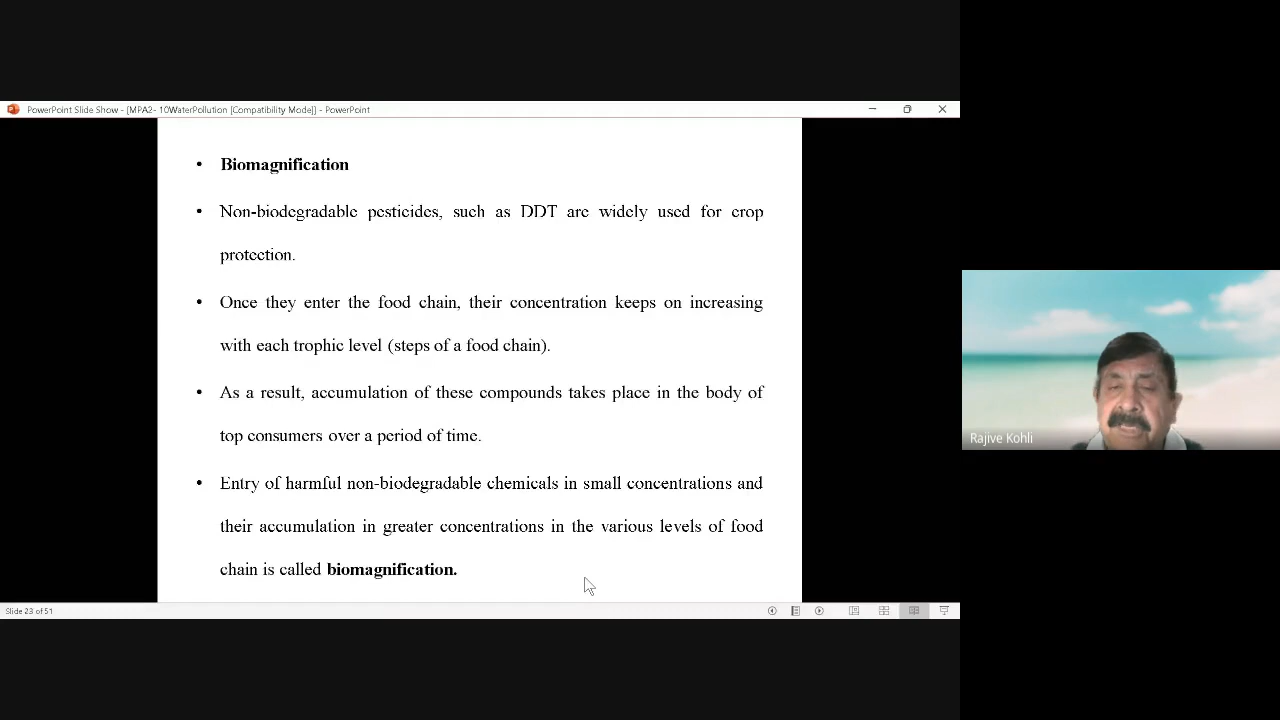 PowerPoint Slide Show - [MPA2- 10WaterPollution [Compatibility Mode]] - PowerPoint
• Biomagnification
• Non-biodegradable pesticides, such as DDT are widely used for crop
protection.
• Once they enter the food chain, their concentration keeps on increasing
with each trophic level (steps of a food chain).
• As a result, accumulation of these compounds takes place in the body of
top consumers over a period of time.
• Entry of harmful non-biodegradable chemicals in small concentrations and
their accumulation in greater concentrations in the various levels of food
chain is called biomagnification.
Slide 23 of 51
Rajive Kohli